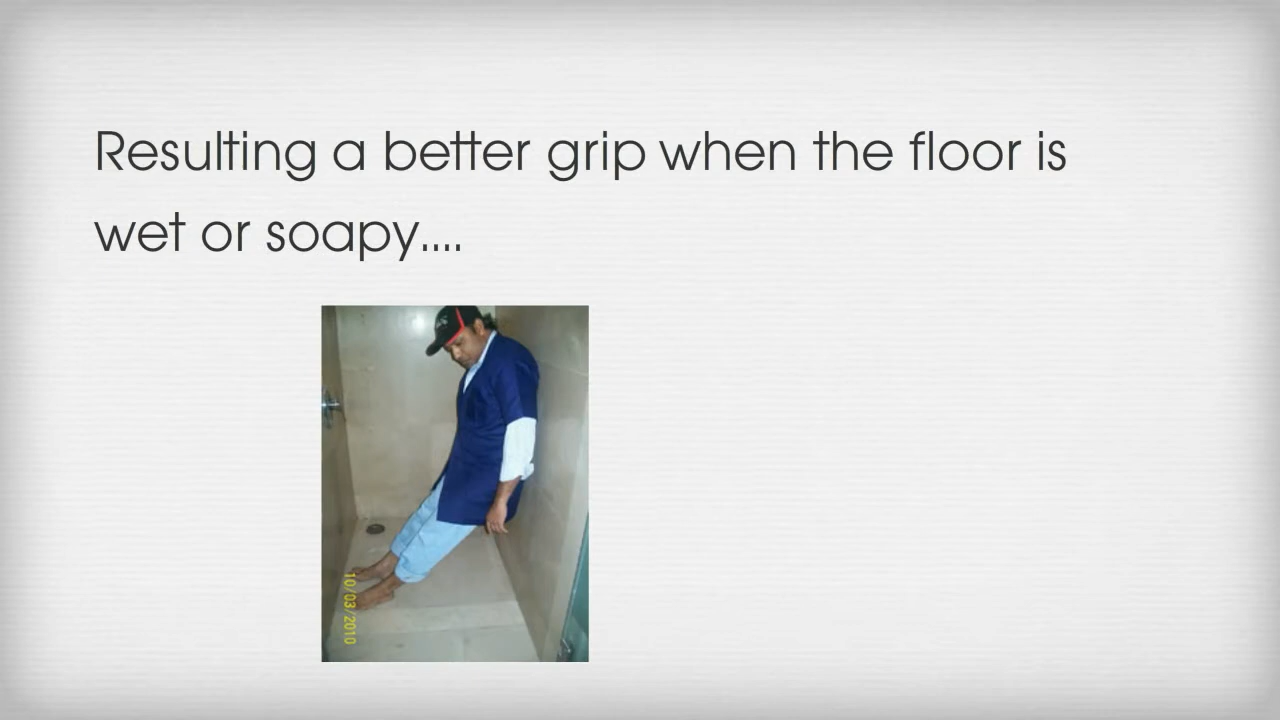 Resulting a better grip when the floor is
wet or soapy....
10/03/2010